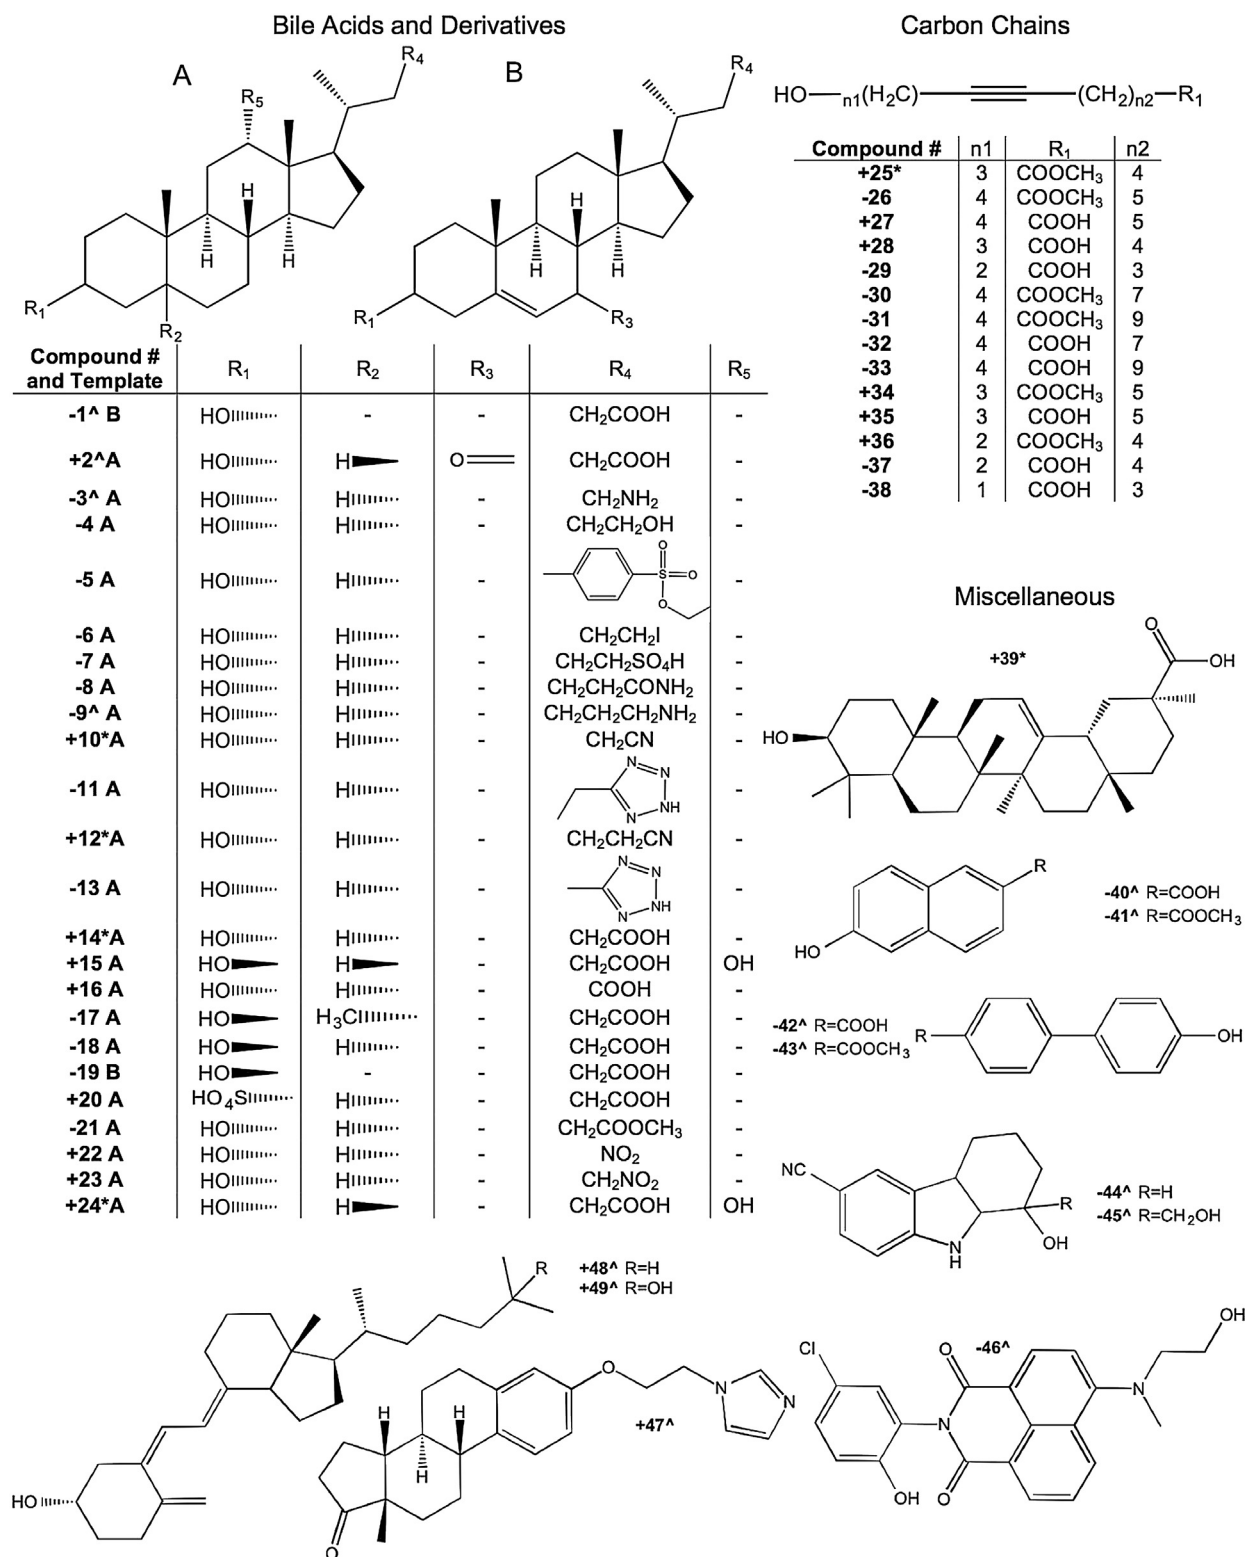 Bile Acids and Derivatives
A
R4
R5
H
H
H
R1
R2
B
R4
H
H
H
R1
R3
Compound # and Template R1 R2 R3 R4 R5
-1^ B HO - - CH2COOH -
+2^A HO H O CH2COOH -
-3^ A HO H - CH2NH2 -
-4 A HO H - CH2CH2OH -
-5 A HO H - S O O O -
-6 A HO H - CH2CH2I -
-7 A HO H - CH2CH2SO4H -
-8 A HO H - CH2CH2CONH2 -
-9^ A HO H - CH2CH2CH2NH2 -
+10*A HO H - CH2CN -
-11 A HO H - N N N NH -
+12*A HO H - CH2CH2CN -
-13 A HO H - N N N NH -
+14*A HO H - CH2COOH -
+15 A HO H - CH2COOH OH
+16 A HO H - COOH -
-17 A HO H3C - CH2COOH -
-18 A HO H - CH2COOH -
-19 B HO - - CH2COOH -
+20 A HO4S H - CH2COOH -
-21 A HO H - CH2COOCH3 -
+22 A HO H - NO2 -
+23 A HO H - CH2NO2 -
+24*A HO H - CH2COOH OH
Carbon Chains
HO n1(H2C) (CH2)n2 R1
Compound # n1 R1 n2
+25* 3 COOCH3 4
-26 4 COOCH3 5
+27 4 COOH 5
+28 3 COOH 4
-29 2 COOH 3
-30 4 COOCH3 7
-31 4 COOCH3 9
-32 4 COOH 7
-33 4 COOH 9
+34 3 COOCH3 5
+35 3 COOH 5
+36 2 COOCH3 4
-37 2 COOH 4
-38 1 COOH 3
Miscellaneous
+39*
O
OH
HO
R
HO
-40^ R=COOH
-41^ R=COOCH3
-42^ R=COOH
-43^ R=COOCH3
R
OH
NC
N
H
R
OH
-44^ R=H
-45^ R=CH2OH
R
HO
+48^ R=H
+49^ R=OH
O
N
N
H
H
H
O
+47^
Cl
OH
N
O
O
N
OH
-46^